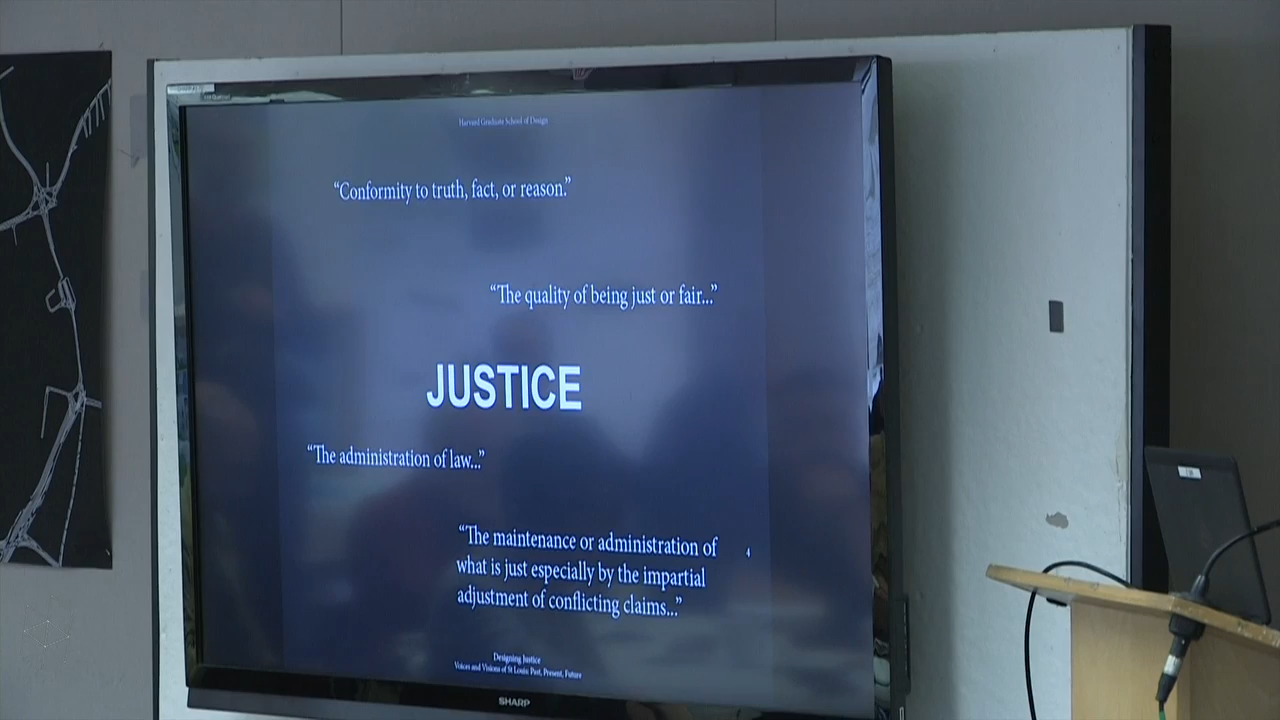 Harvard Graduate School of Design
“Conformity to truth, fact, or reason.”
“The quality of being just or fair...”
JUSTICE
“The administration of law...”
“The maintenance or administration of
what is just especially by the impartial
adjustment of conflicting claims...”
4
Designing Justice
Voices and Visions of St Louis: Past, Present, Future
SHARP